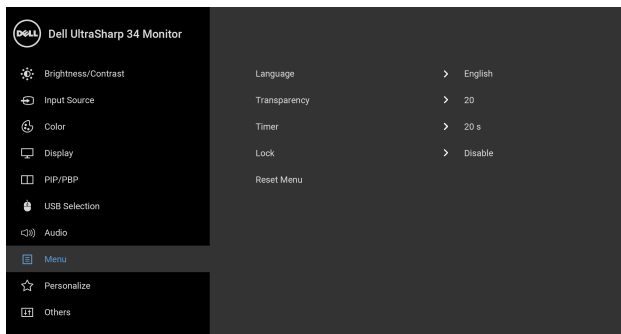 DELL Dell UltraSharp 34 Monitor
Brightness/Contrast
Input Source
Color
Display
PIP/PBP
USB Selection
Audio
Menu
Personalize
Others
Language > English
Transparency > 20
Timer > 20 s
Lock > Disable
Reset Menu